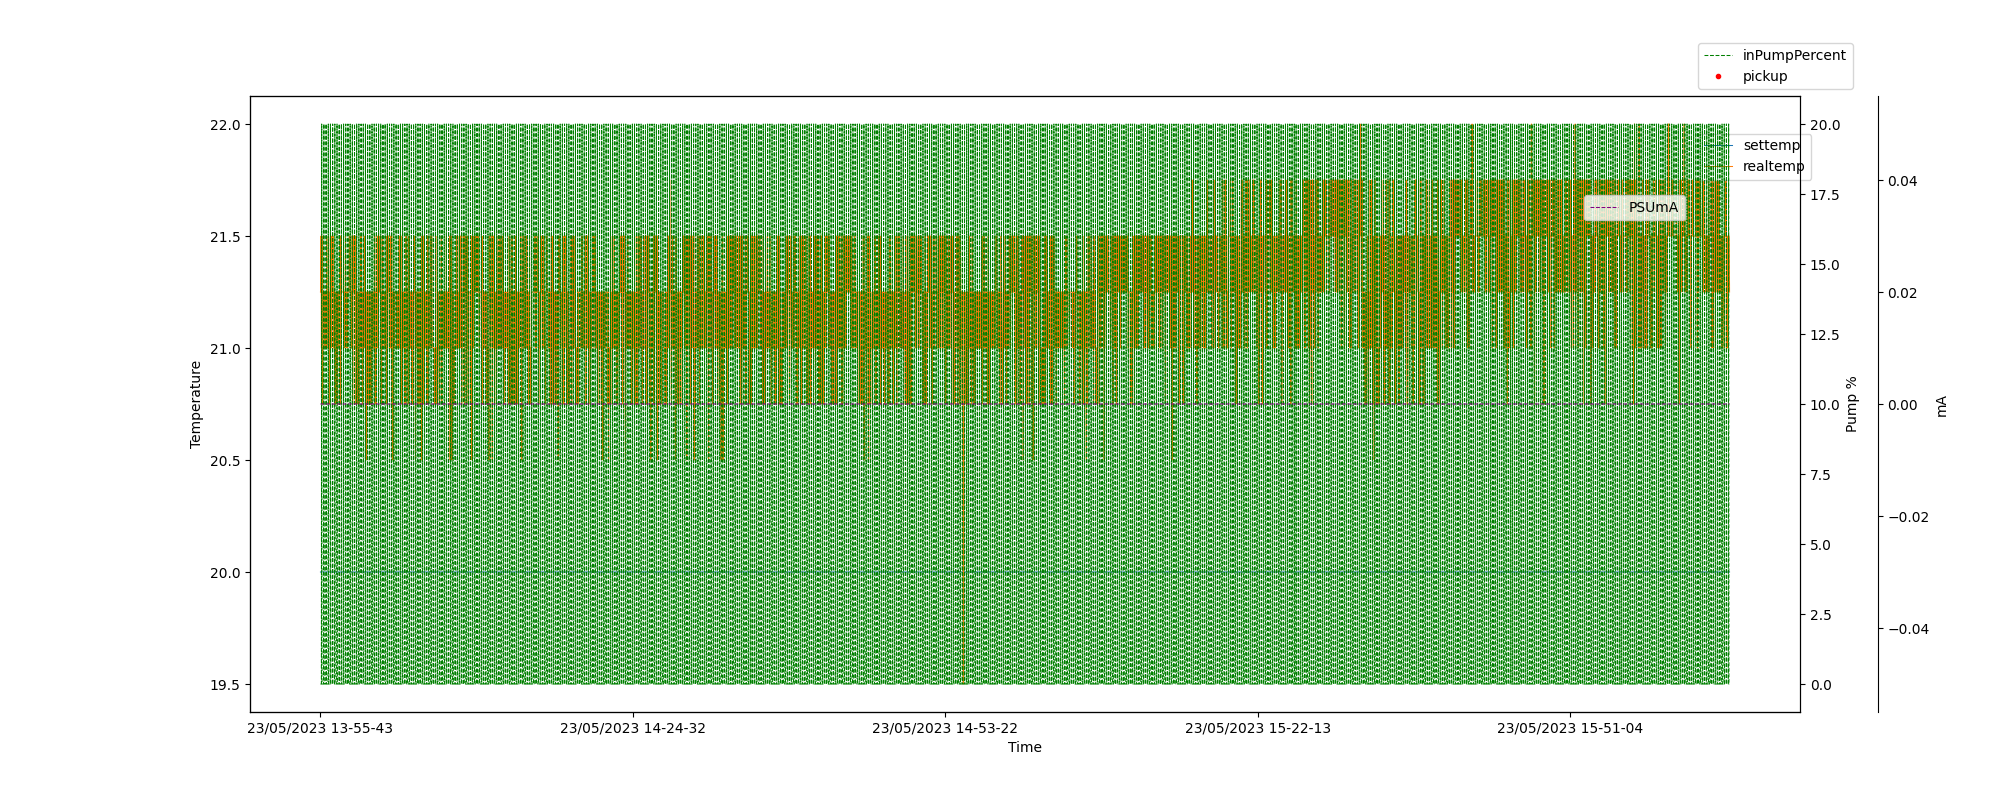 inPumpPercent
pickup
settemp
realtemp
PSUmA
22.0
21.5
21.0
20.5
20.0
19.5
Temperature
20.0
17.5
15.0
12.5
10.0
7.5
5.0
2.5
0.0
Pump %
0.04
0.02
0.00
−0.02
−0.04
mA
23/05/2023 13-55-43
23/05/2023 14-24-32
23/05/2023 14-53-22
23/05/2023 15-22-13
23/05/2023 15-51-04
Time